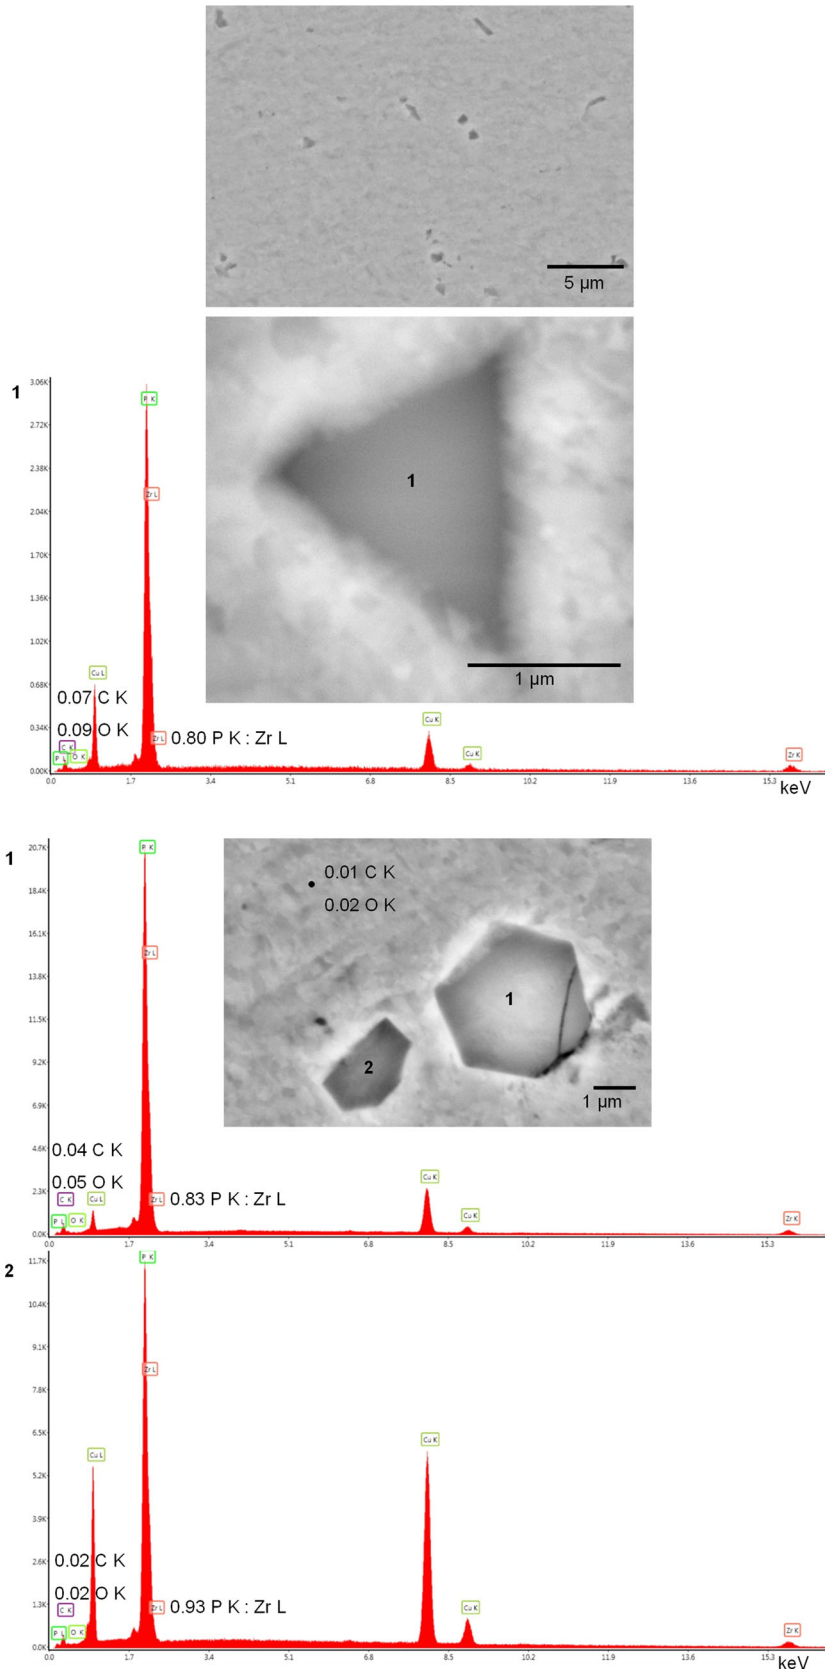 5 µm
1
1
1 µm
3.06K
2.72K
2.38K
2.04K
1.70K
1.36K
1.02K
0.68K
0.34K
0.00K
P K
Zr L
Cu L
0.07 C K
0.09 O K
C K
P L
O K
Zr L
0.80 P K : Zr L
Cu K
Cu K
Zr K
0.0
1.7
3.4
5.1
6.8
8.5
10.2
11.9
13.6
15.3
keV
1
0.01 C K
0.02 O K
1
2
1 µm
20.7K
18.4K
16.1K
13.8K
11.5K
9.2K
6.9K
4.6K
2.3K
0.0K
P K
Zr L
0.04 C K
0.05 O K
C K
Cu L
P L
O K
Zr L
0.83 P K : Zr L
Cu K
Cu K
Zr K
0.0
1.7
3.4
5.1
6.8
8.5
10.2
11.9
13.6
15.3
2
11.7K
10.4K
9.1K
7.8K
6.5K
5.2K
3.9K
2.6K
1.3K
0.0K
P K
Zr L
Cu L
0.02 C K
0.02 O K
C K
P L
O K
Zr L
0.93 P K : Zr L
Cu K
Cu K
Zr K
0.0
1.7
3.4
5.1
6.8
8.5
10.2
11.9
13.6
15.3
keV